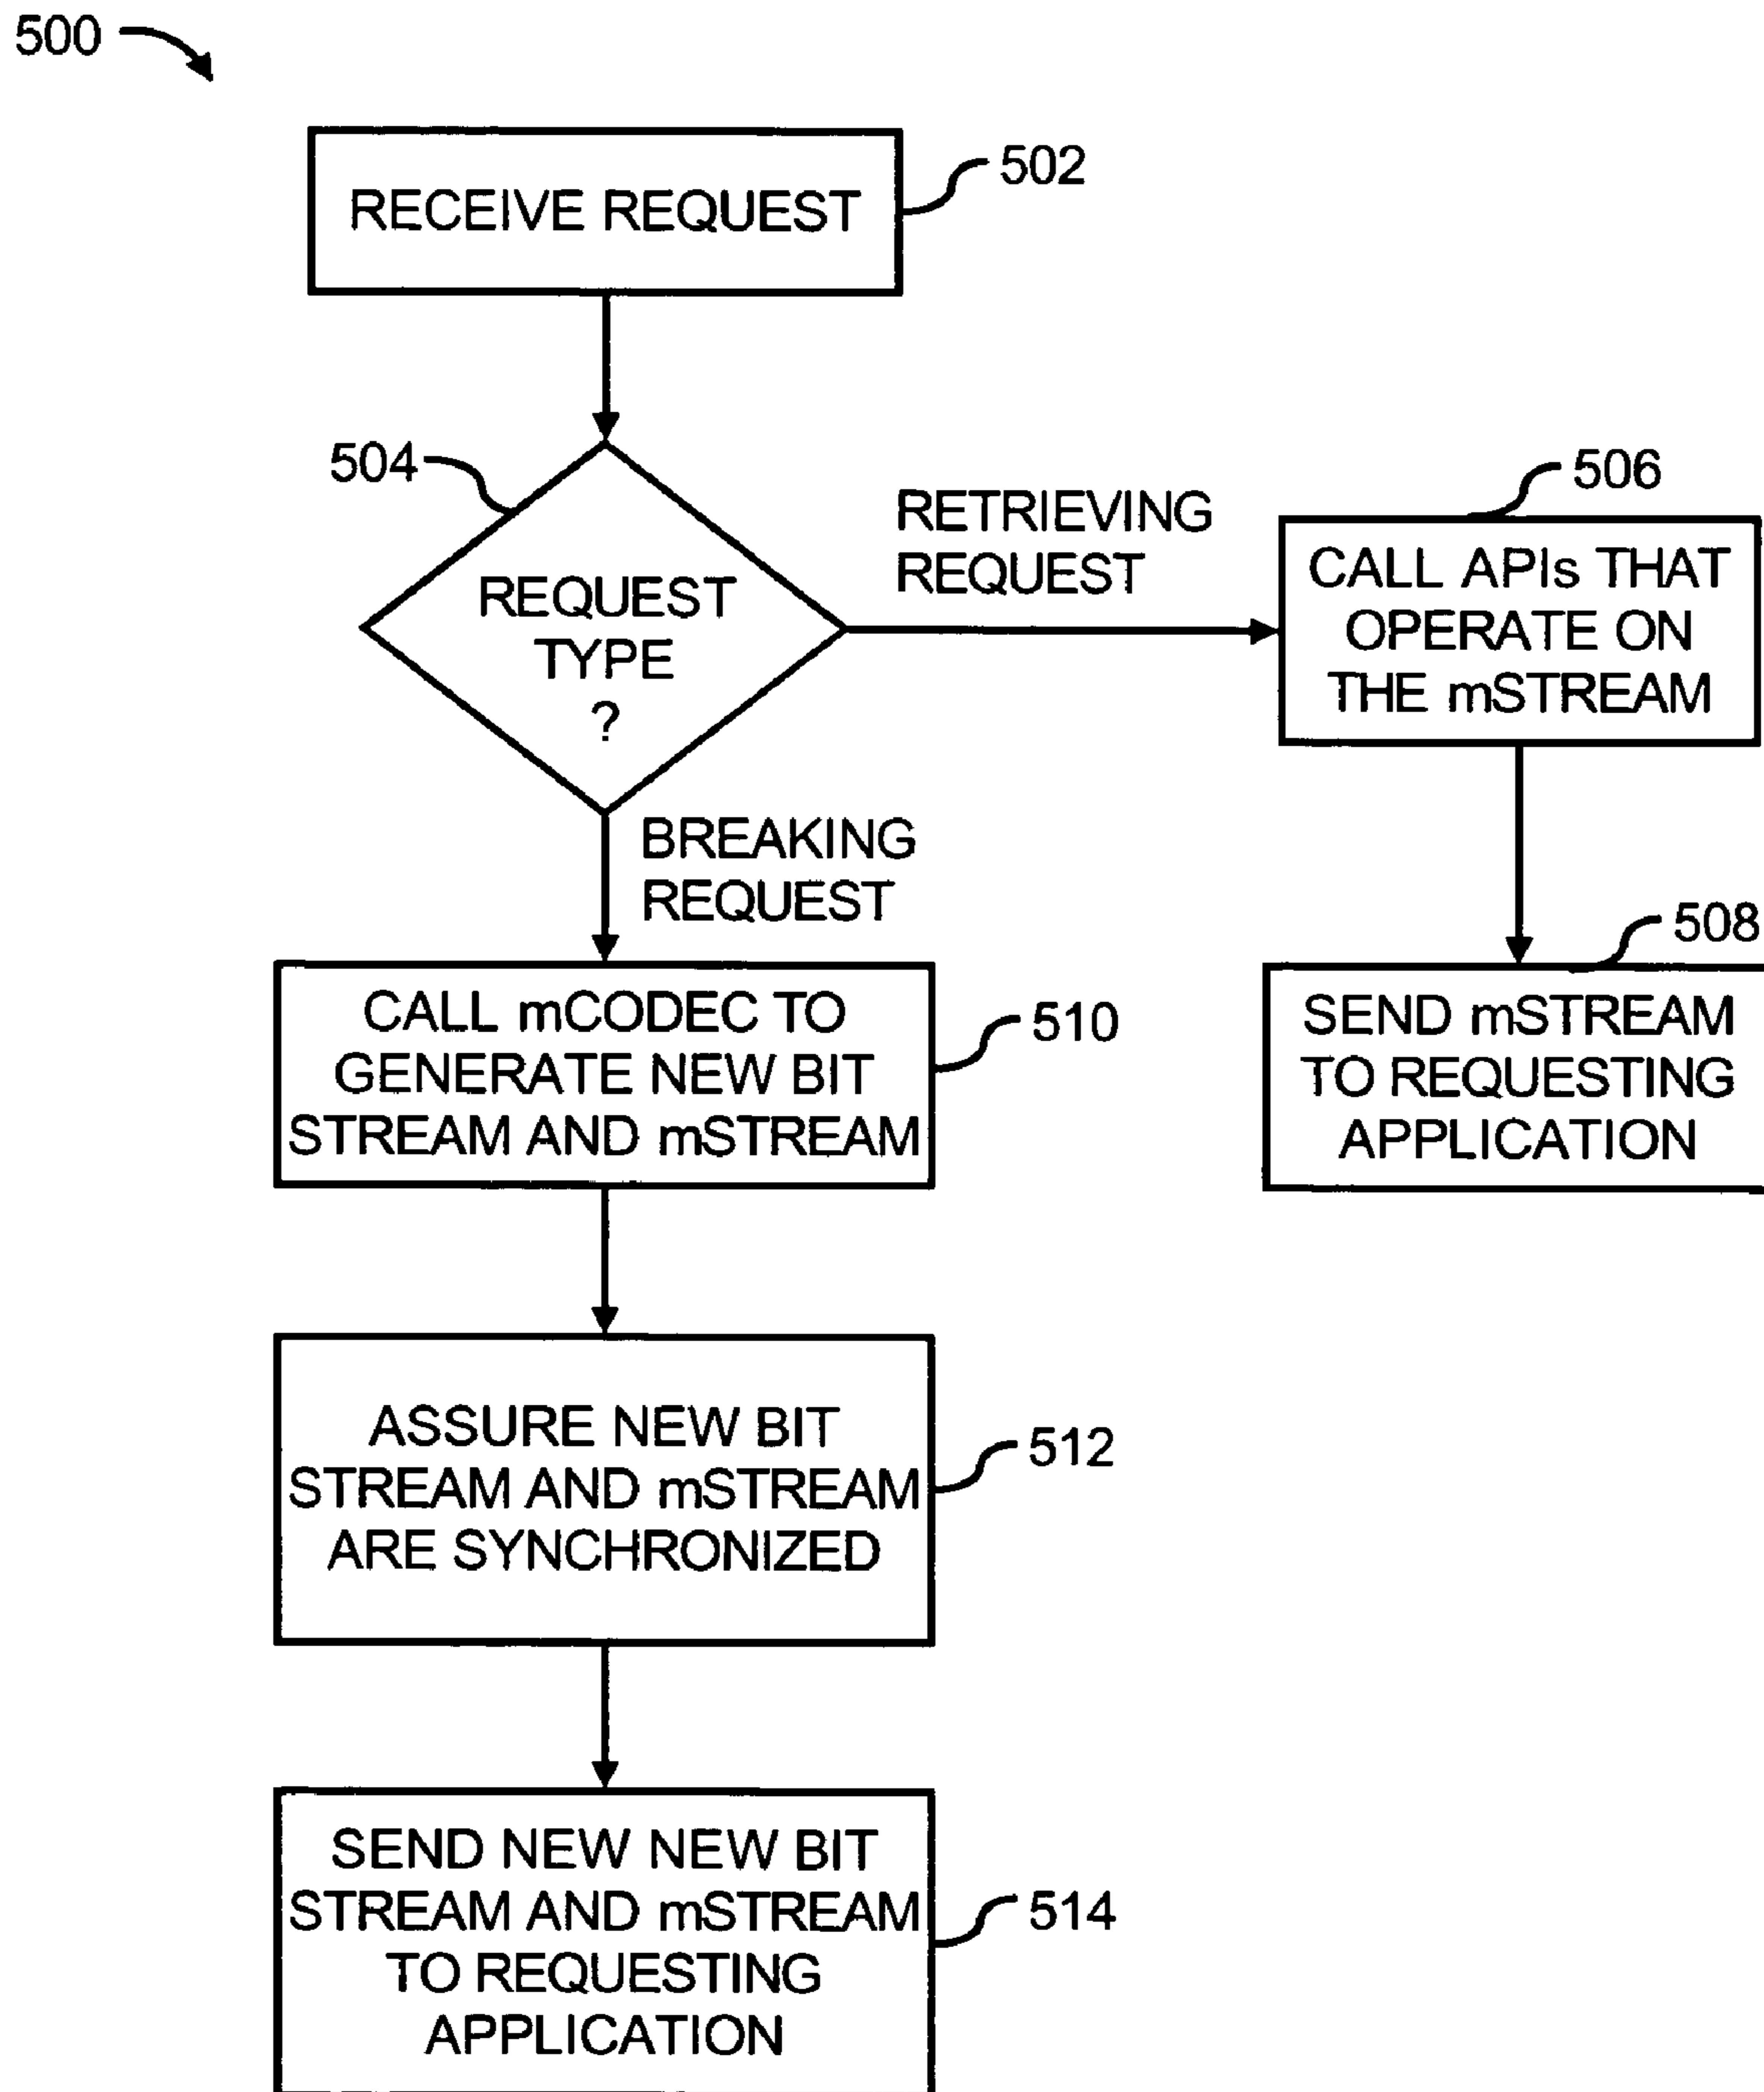 500
RECEIVE REQUEST
502
504
REQUEST
TYPE
?
RETRIEVING
REQUEST
506
CALL APIs THAT
OPERATE ON
THE mSTREAM
BREAKING
REQUEST
508
SEND mSTREAM
TO REQUESTING
APPLICATION
CALL mCODEC TO
GENERATE NEW BIT
STREAM AND mSTREAM
510
ASSURE NEW BIT
STREAM AND mSTREAM
ARE SYNCHRONIZED
512
SEND NEW NEW BIT
STREAM AND mSTREAM
TO REQUESTING
APPLICATION
514